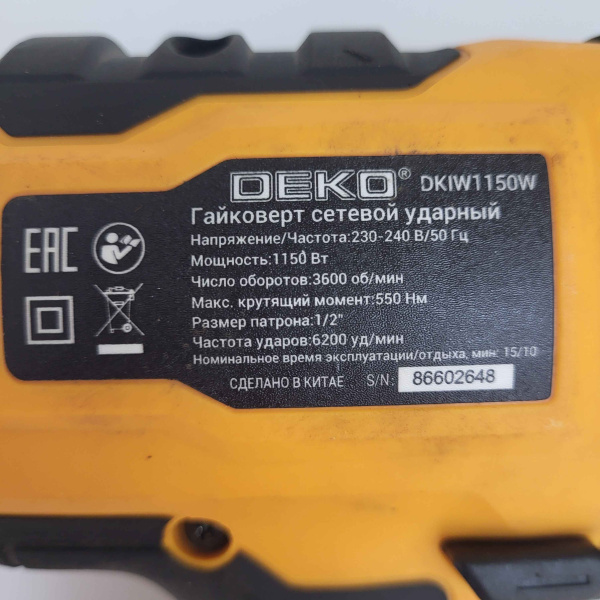 DEKO® DKIW1150W
Гайковерт сетевой ударный
Напряжение/Частота:230-240 В/50 Гц
Мощность:1150 Вт
Число оборотов:3600 об/мин
Макс. крутящий момент:550 Нм
Размер патрона:1/2"
Частота ударов:6200 уд/мин
Номинальное время эксплуатации/отдыха, мин: 15/10
СДЕЛАНО В КИТАЕ S/N: 86602648
EAC